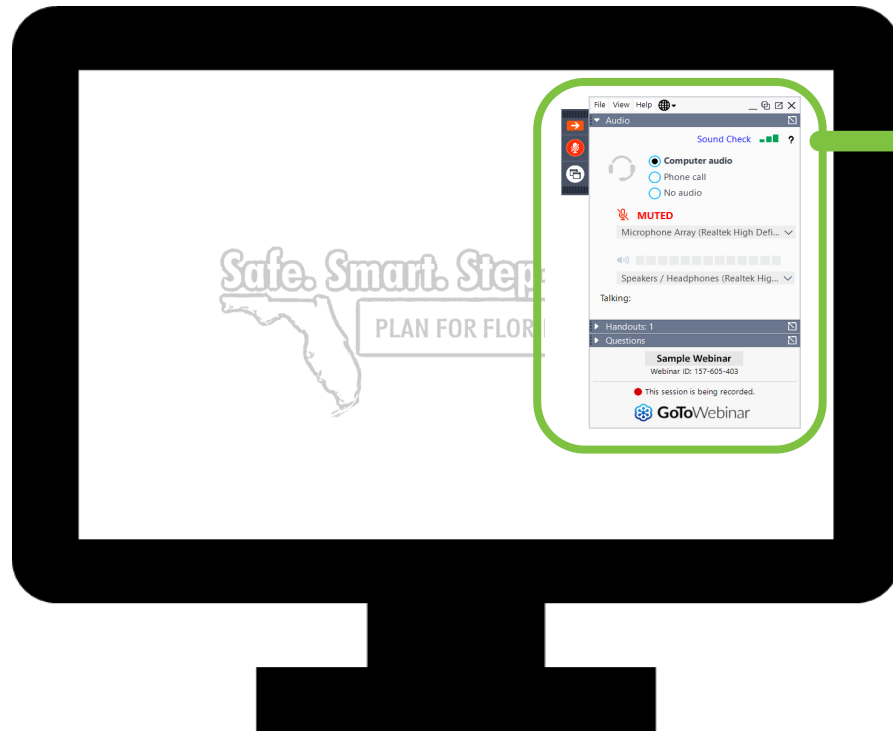 File View Help
Audio
Sound Check ?
Computer audio
Phone call
No audio
MUTED
Microphone Array (Realtek High Defi...
Speakers / Headphones (Realtek Hig...
Talking:
Handouts: 1
Questions
Sample Webinar
Webinar ID: 157-605-403
This session is being recorded.
GoToWebinar
Safe. Smart. Step
PLAN FOR FLOR